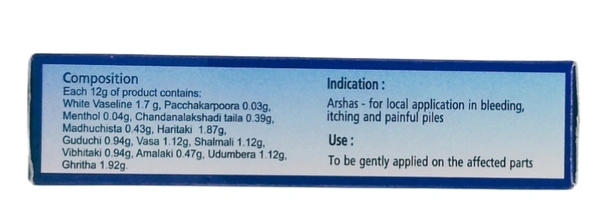 Composition
Each 12g of product contains:
White Vaseline 1.7 g, Pacchakarpoora 0.03g,
Menthol 0.04g, Chandanalakshadi taila 0.39g,
Madhuchista 0.43g, Haritaki 1.87g,
Guduchi 0.94g, Vasa 1.12g, Shalmali 1.12g,
Vibhitaki 0.94g, Amalaki 0.47g, Udumbera 1.12g,
Ghritha 1.92g.
Indication :
Arshas - for local application in bleeding,
itching and painful piles
Use :
To be gently applied on the affected parts